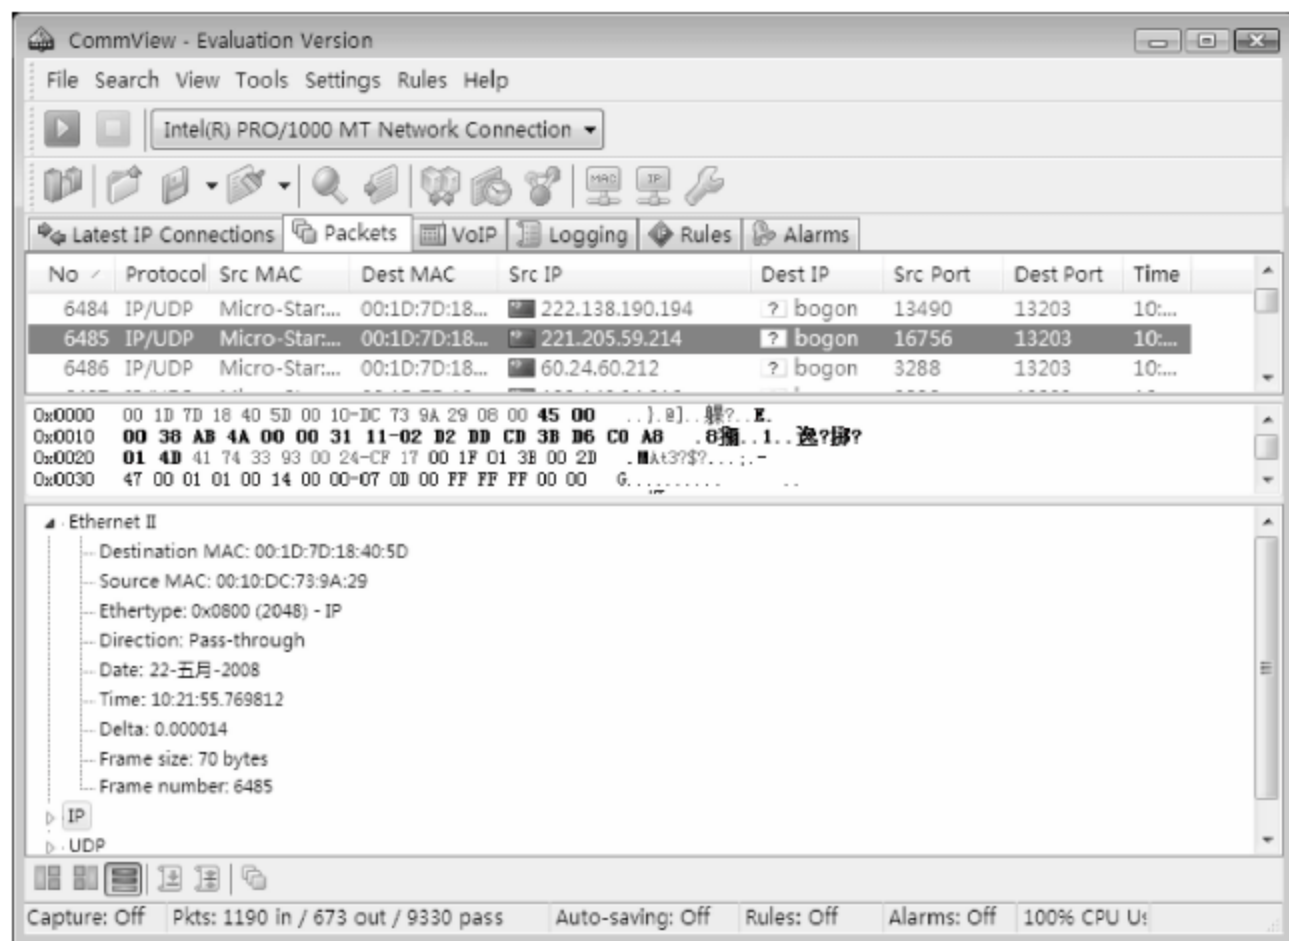 CommView - Evaluation Version
File Search View Tools Settings Rules Help
Intel(R) PRO/1000 MT Network Connection
MAC IP
Latest IP Connections Packets VoIP Logging Rules Alarms
No Protocol Src MAC Dest MAC Src IP Dest IP Src Port Dest Port Time
6484 IP/UDP Micro-Star:... 00:1D:7D:18... 222.138.190.194 ? bogon 13490 13203 10:...
6485 IP/UDP Micro-Star:... 00:1D:7D:18... 221.205.59.214 ? bogon 16756 13203 10:...
6486 IP/UDP Micro-Star:... 00:1D:7D:18... 60.24.60.212 ? bogon 3288 13203 10:...
0x0000 00 1D 7D 18 40 5D 00 10-DC 73 9A 29 08 00 45 00 ..}.@]..躶?..E.
0x0010 00 38 AB 4A 00 00 31 11-02 D2 DD CD 3B D6 C0 A8 .8..1..?
0x0020 01 4D 41 74 33 93 00 24-CF 17 00 1F 01 3B 00 2D .MAt3?$?...;.-
0x0030 47 00 01 01 00 14 00 00-07 0D 00 FF FF FF 00 00 G.......... ..
Ethernet II
Destination MAC: 00:1D:7D:18:40:5D
Source MAC: 00:10:DC:73:9A:29
Ethertype: 0x0800 (2048) - IP
Direction: Pass-through
Date: 22-五月-2008
Time: 10:21:55.769812
Delta: 0.000014
Frame size: 70 bytes
Frame number: 6485
IP
UDP
Capture: Off Pkts: 1190 in / 673 out / 9330 pass Auto-saving: Off Rules: Off Alarms: Off 100% CPU